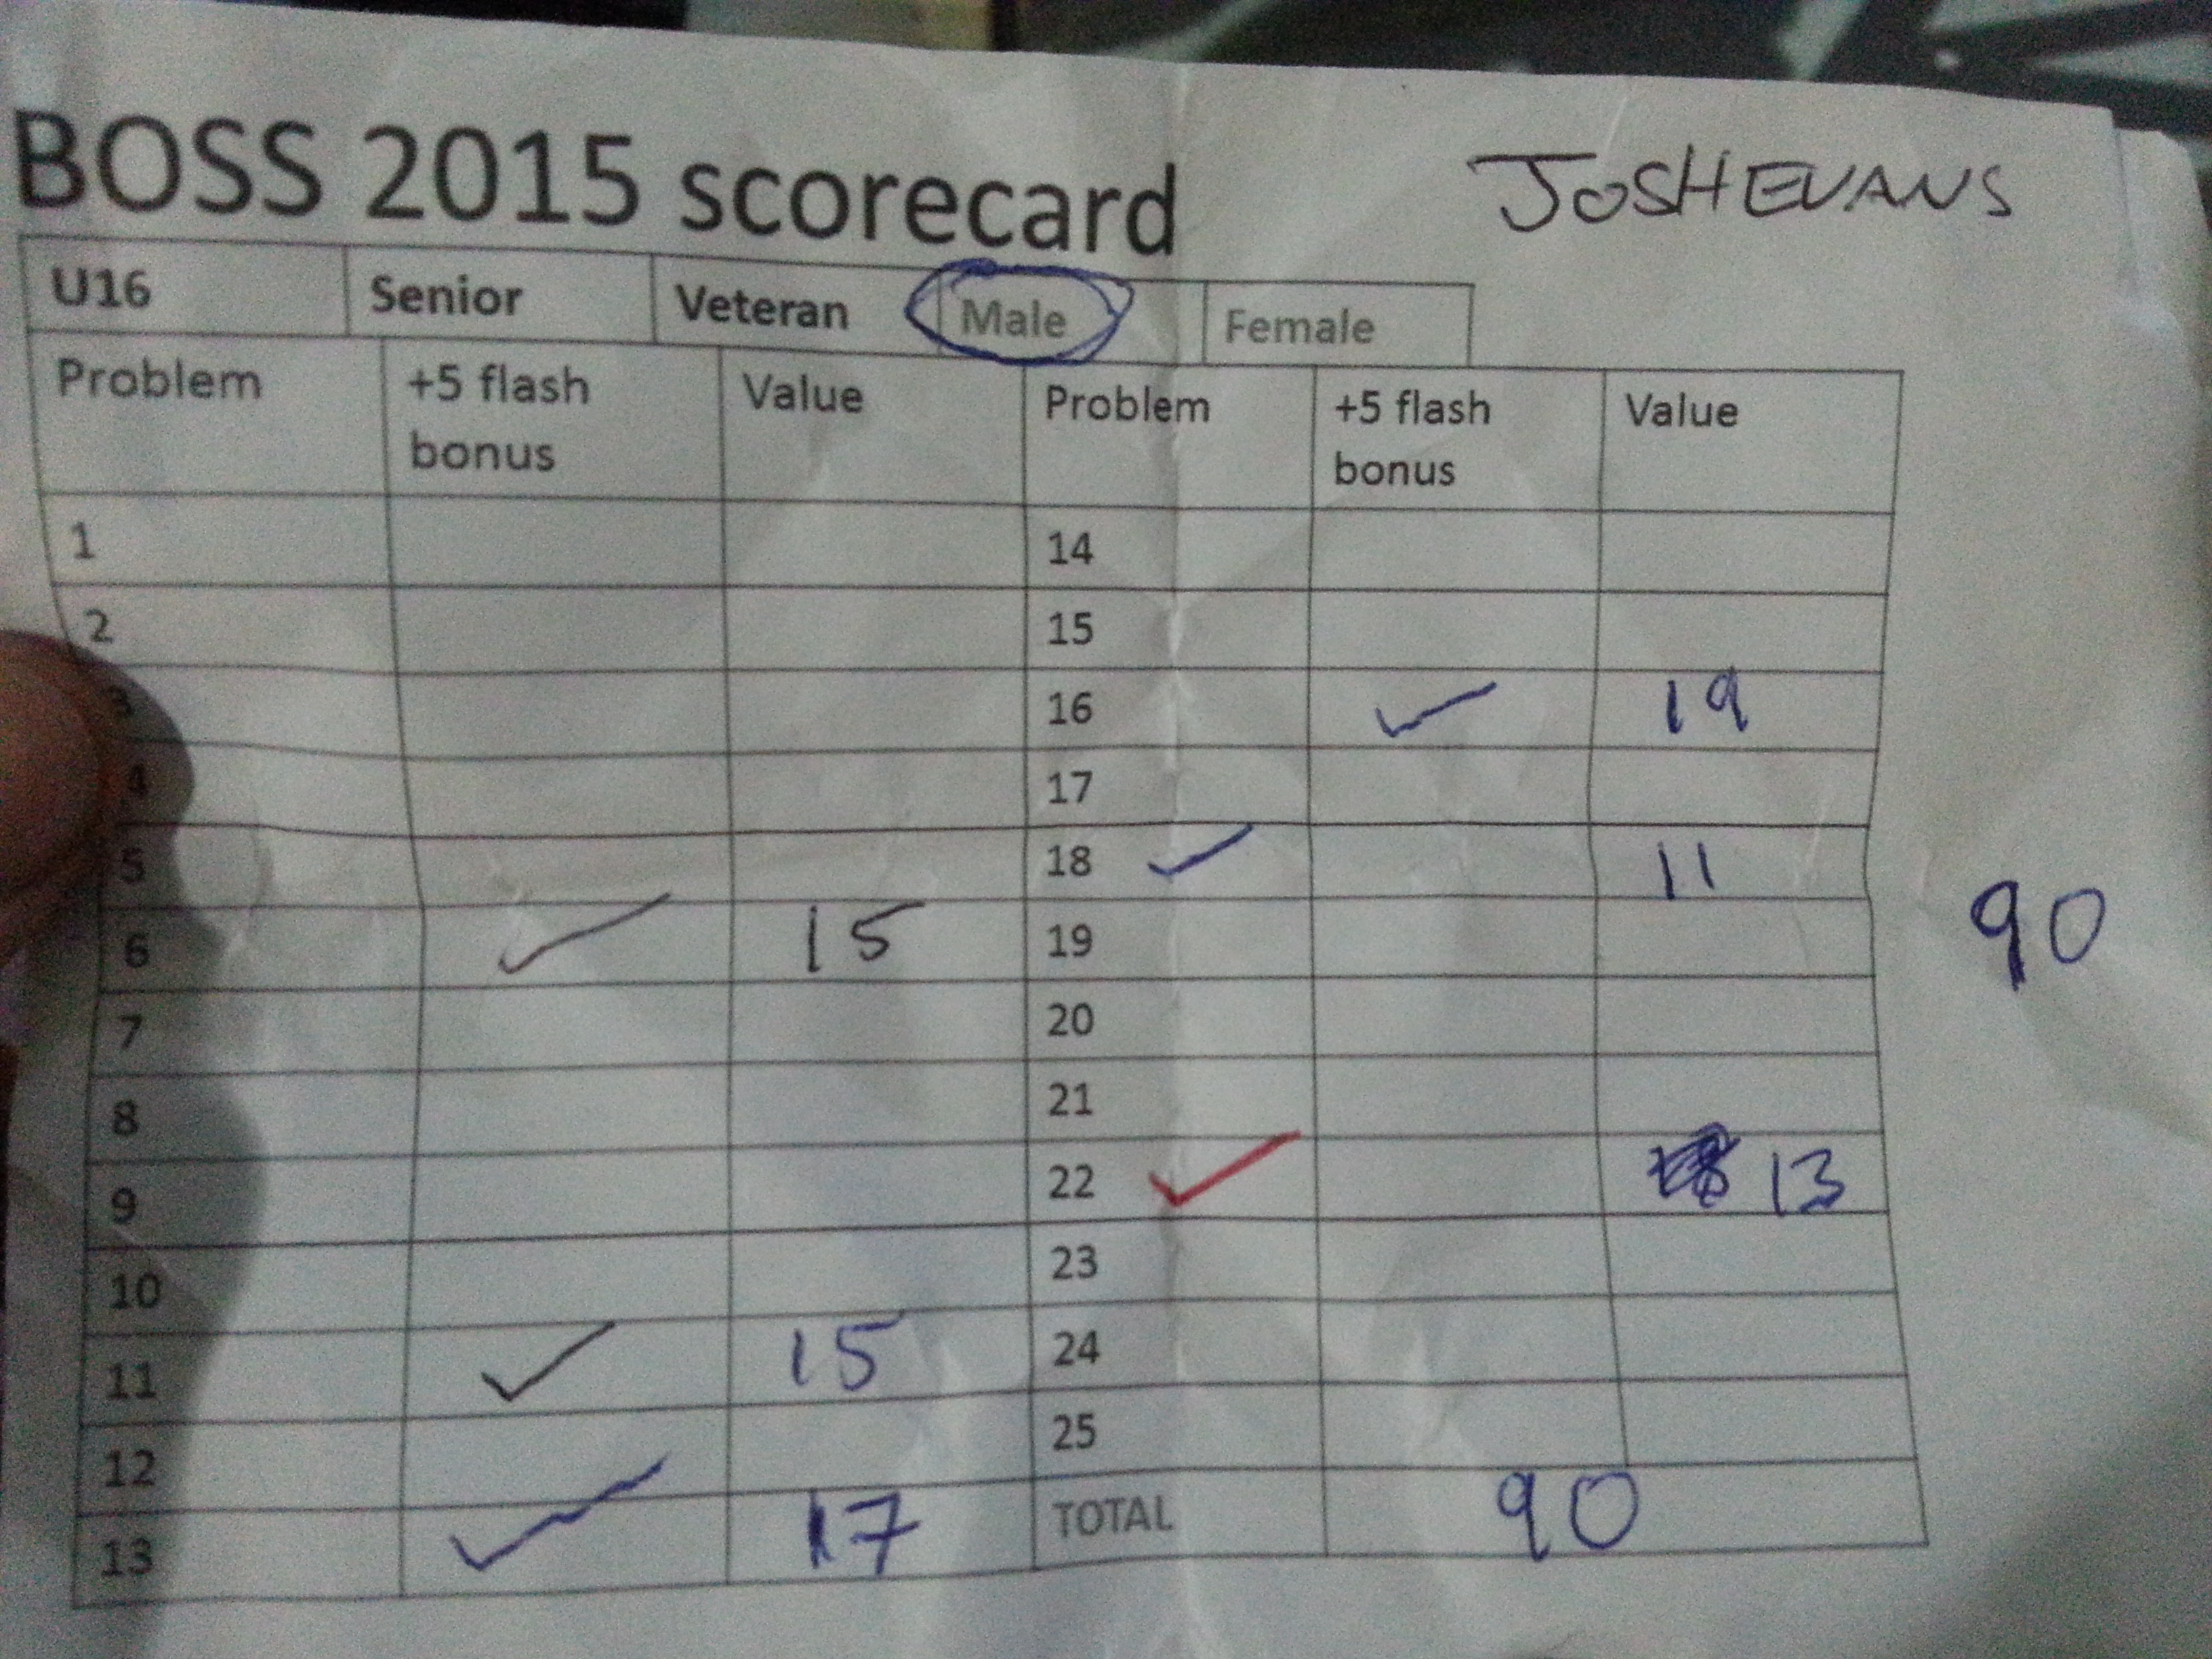 BOSS 2015 scorecard JOSH EVANS
U16 Senior Veteran Male Female
Problem +5 flash bonus Value Problem +5 flash bonus Value
1 14
2 15
3 16 ✓ 19
4 17
5 18 ✓ 11
6 ✓ 15 19
90
7 20
8 21
9 22 ✓ 13
10 23
11 ✓ 15 24
12 25
13 ✓ 17 TOTAL 90